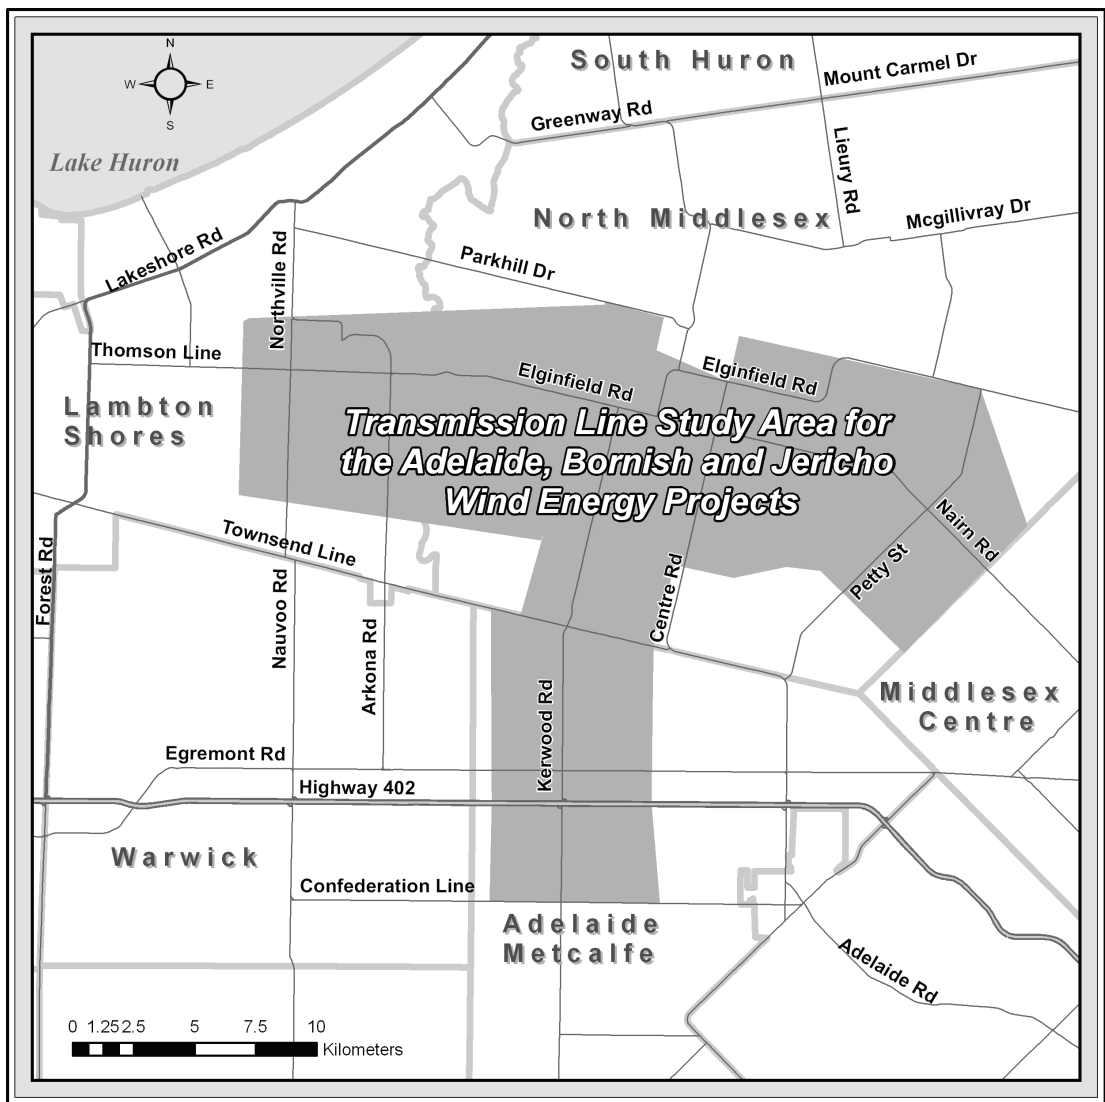 N
W E
S
South Huron
Mount Carmel Dr
Greenway Rd
Lake Huron
Lieury Rd
North Middlesex
Mcgillivray Dr
Lakeshore Rd
Northville Rd
Parkhill Dr
Thomson Line
Elginfield Rd
Elginfield Rd
Lambton
Shores
Transmission Line Study Area for
the Adelaide, Bornish and Jericho
Wind Energy Projects
Townsend Line
Nairn Rd
Petty St
Forest Rd
Nauvoo Rd
Arkona Rd
Centre Rd
Kerwood Rd
Middlesex
Centre
Egremont Rd
Highway 402
Warwick
Confederation Line
Adelaide
Metcalfe
Adelaide Rd
0 1.25 2.5 5 7.5 10
Kilometers